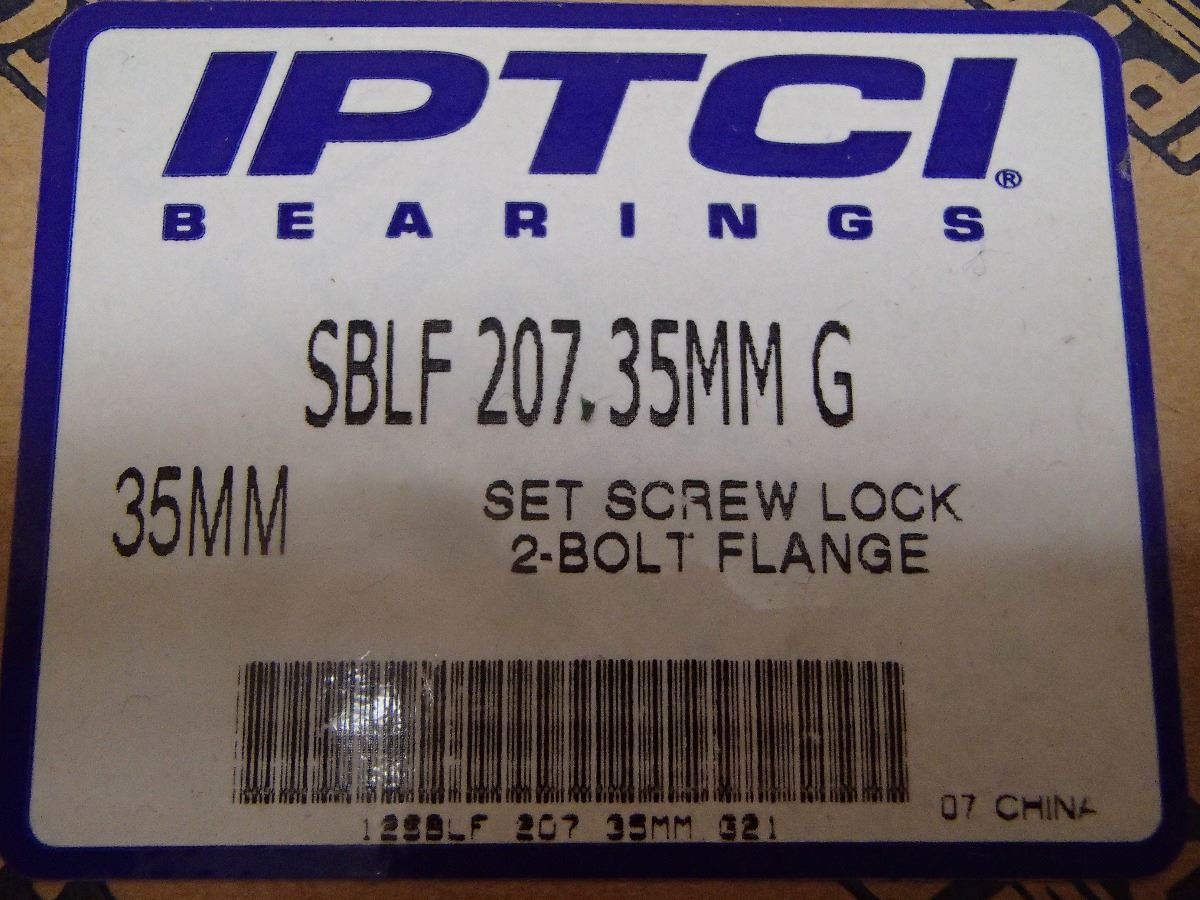 IPTCI®
BEARINGS
SBLF 207 35MM G
35MM
SET SCREW LOCK
2-BOLT FLANGE
12SBLF 207 35MM G21
07 CHINA